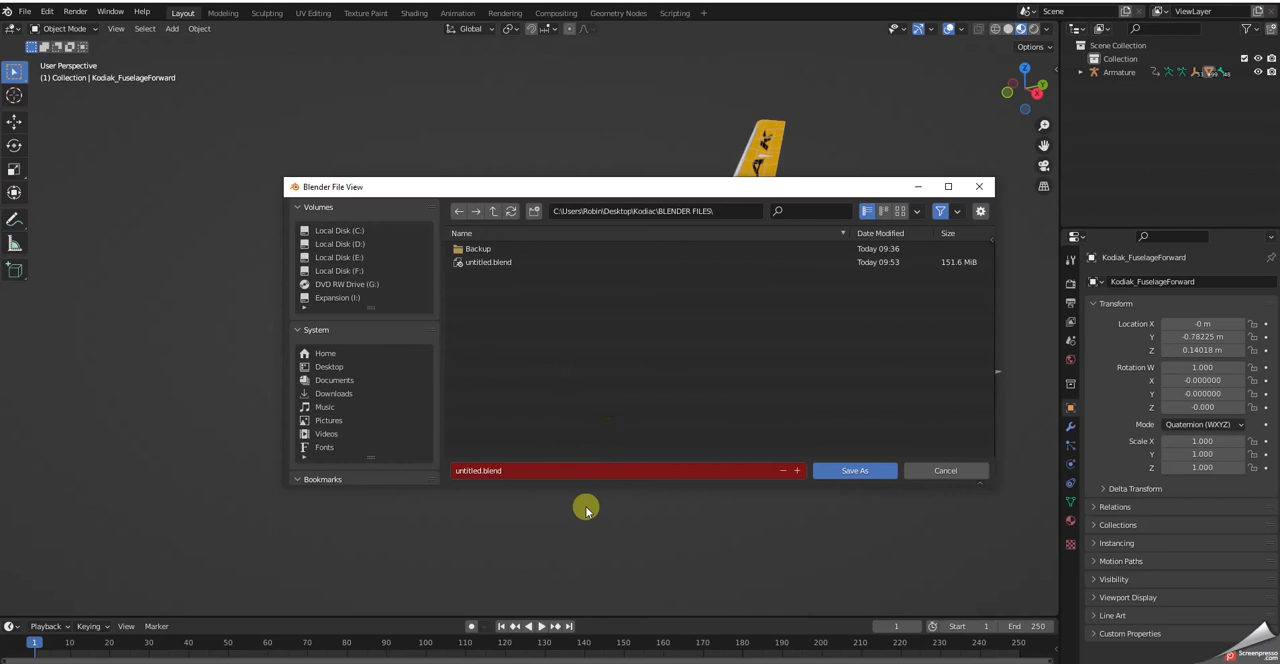 File Edit Render Window Help Layout Modeling Sculpting UV Editing Texture Paint Shading Animation Rendering Compositing Geometry Nodes Scripting + Scene ViewLayer
Object Mode View Select Add Object Global
Options
User Perspective
(1) Collection | Kodiak_FuselageForward
Scene Collection
Collection
Armature
Z
Y
X
Blender File View
Volumes
Local Disk (C:)
Local Disk (D:)
Local Disk (E:)
Local Disk (F:)
DVD RW Drive (G:)
Expansion (I:)
System
Home
Desktop
Documents
Downloads
Music
Pictures
Videos
Fonts
Bookmarks
C:\Users\Robin\Desktop\Kodiac\BLENDER FILES\
Name Date Modified Size
Backup Today 09:36
untitled.blend Today 09:53 151.6 MiB
untitled.blend Save As Cancel
Kodiak_FuselageForward
Kodiak_FuselageForward
Transform
Location X -0 m
Y -0.78225 m
Z 0.14018 m
Rotation W 1.000
X -0.000000
Y -0.000000
Z -0.000
Mode Quaternion (WXYZ)
Scale X 1.000
Y 1.000
Z 1.000
Delta Transform
Relations
Collections
Instancing
Motion Paths
Visibility
Viewport Display
Line Art
Custom Properties
Playback Keying View Marker 1 Start 1 End 250
1 10 20 30 40 50 60 70 80 90 100 110 120 130 140 150 160 170 180 190 200 210 220 230 240 250
Screenpresso
.com